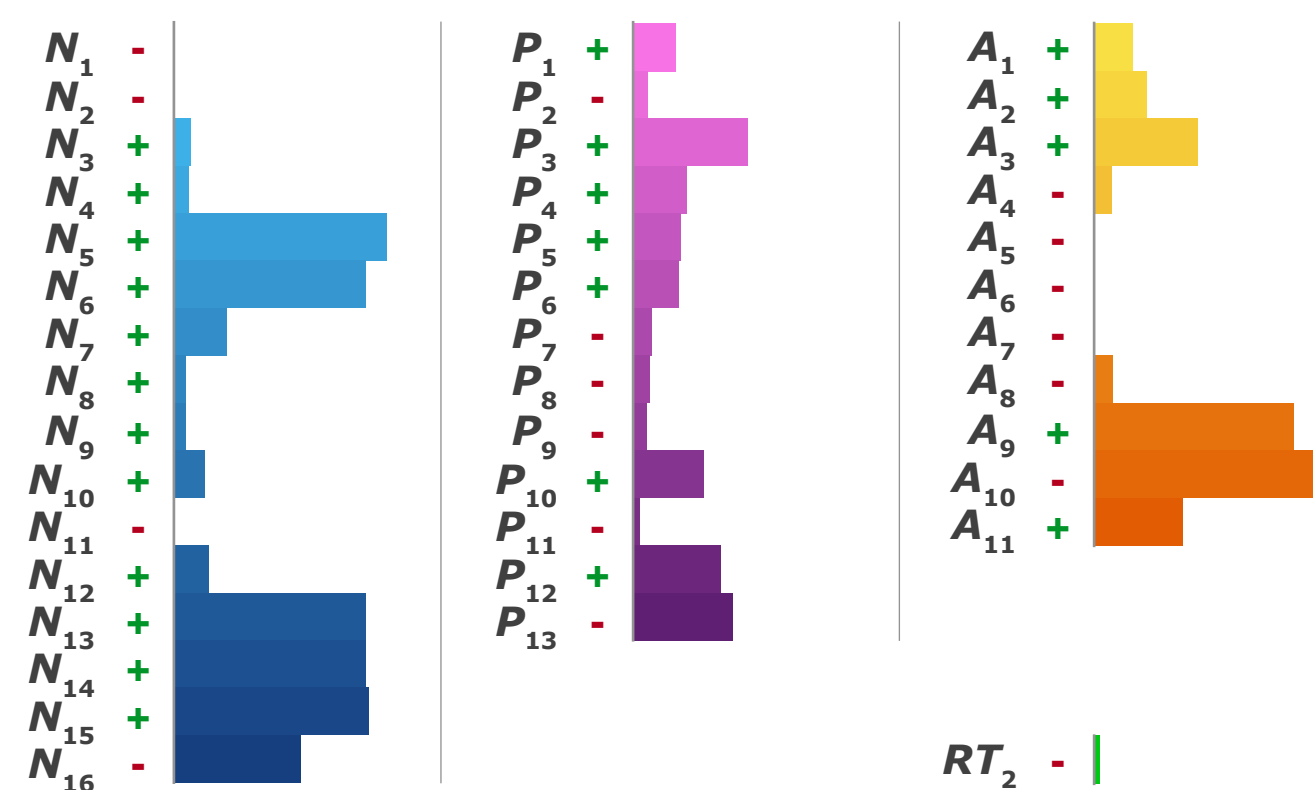 N1 -
N2 -
N3 +
N4 +
N5 +
N6 +
N7 +
N8 +
N9 +
N10 +
N11 -
N12 +
N13 +
N14 +
N15 +
N16 -
P1 +
P2 -
P3 +
P4 +
P5 +
P6 +
P7 -
P8 -
P9 -
P10 +
P11 -
P12 +
P13 -
A1 +
A2 +
A3 +
A4 -
A5 -
A6 -
A7 -
A8 -
A9 +
A10 -
A11 +
RT2 -